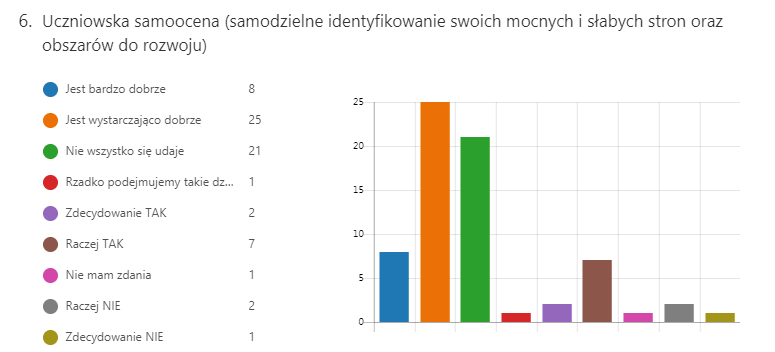 6. Uczniowska samoocena (samodzielne identyfikowanie swoich mocnych i słabych stron oraz
obszarów do rozwoju)
Jest bardzo dobrze 8
Jest wystarczająco dobrze 25
Nie wszystko się udaje 21
Rzadko podejmujemy takie dz... 1
Zdecydowanie TAK 2
Raczej TAK 7
Nie mam zdania 1
Raczej NIE 2
Zdecydowanie NIE 1
25
20
15
10
5
0